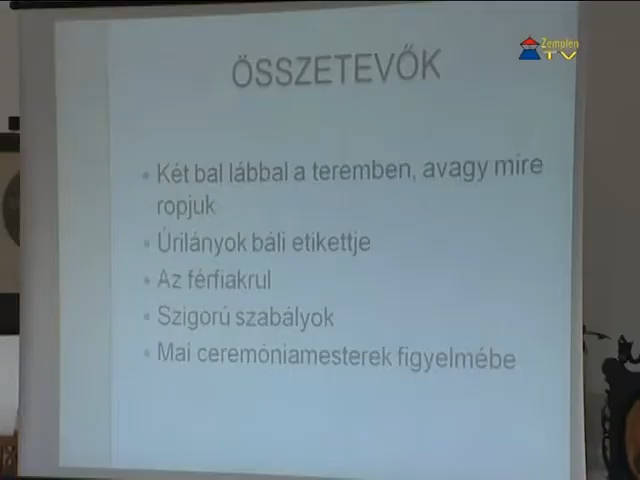 Zemplén
TV
ÖSSZETEVŐK
• Két bal lábbal a teremben, avagy mire
ropjuk
• Úrilányok báli etikettje
• Az férfiakrul
• Szigorú szabályok
• Mai ceremóniamesterek figyelmébe